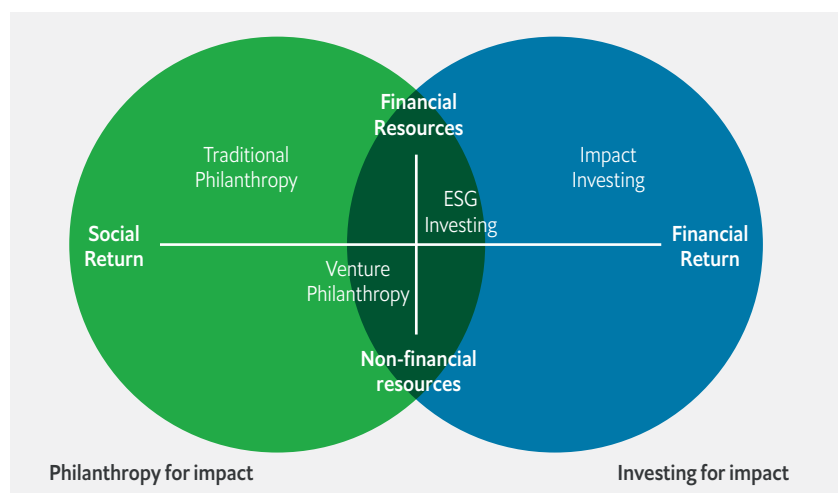 Financial
Resources
Traditional
Philanthropy
Impact
Investing
ESG
Investing
Social
Return
Financial
Return
Venture
Philanthropy
Non-financial
resources
Philanthropy for impact
Investing for impact